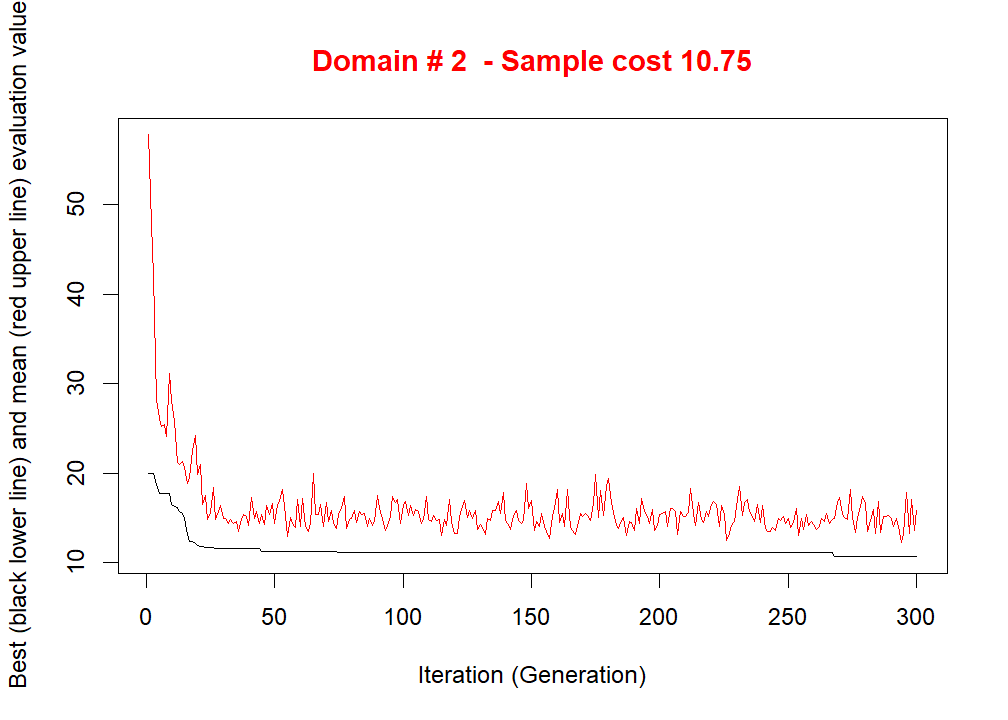 Domain # 2  - Sample cost 10.75
Best (black lower line) and mean (red upper line) evaluation value
50
40
30
20
10
0 50 100 150 200 250 300
Iteration (Generation)